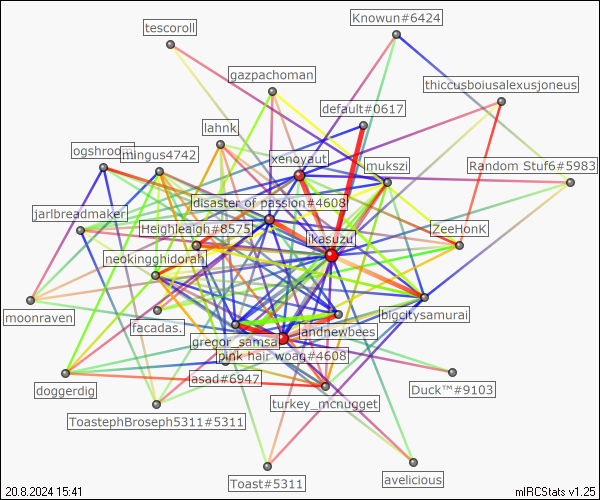 tescoroll
Knowun#6424
gazpachoman
thiccusboiusalexusjoneus
default#0617
lahnk
ogshroom
mingus4742
xenoyaut
mukszi
Random Stuf6#5983
disaster of passion#4608
jarlbreadmaker
Heighleaigh#8575
ikasuzu
ZeeHonK
neokingghidorah
moonraven
facadas.
bigcitysamurai
gregor_samsa
landnewbees
pink hair woag#4608
asad#6947
doggerdig
Duck™#9103
turkey_mcnugget
ToastephBroseph5311#5311
Toast#5311
avelicious
20.8.2024 15:41
mIRCStats v1.25